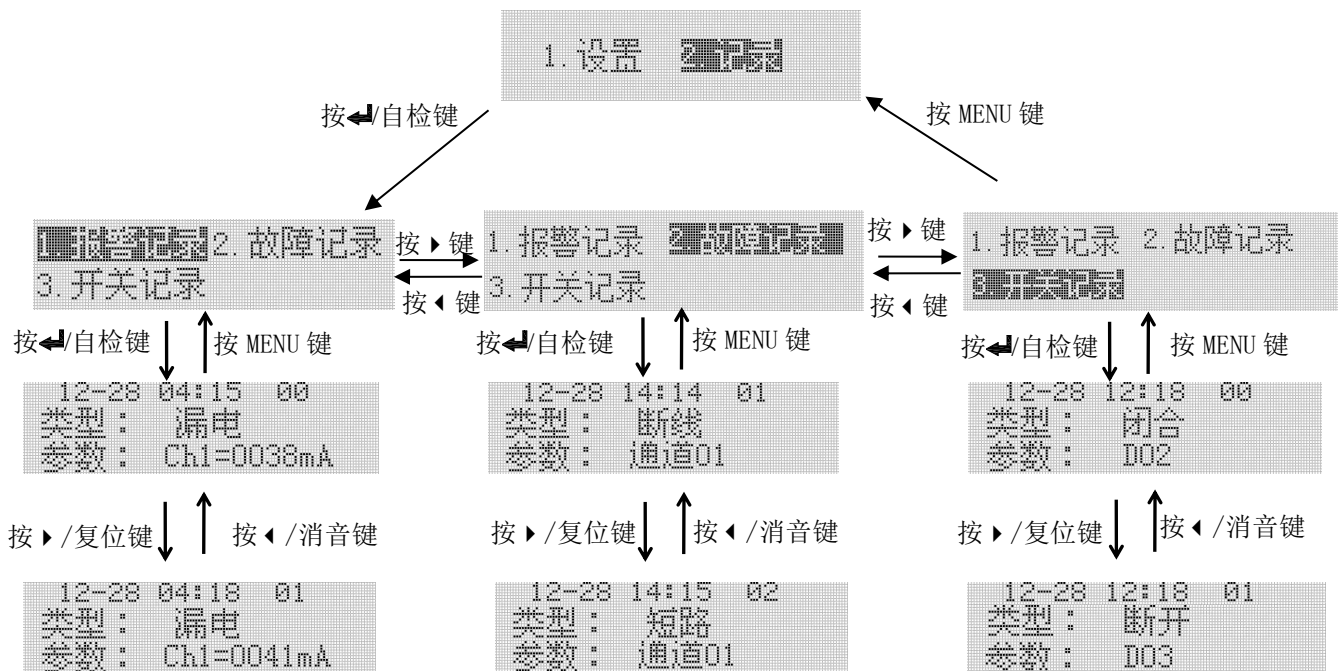 1.设置 2.记录
按↵/自检键
按 MENU 键
1.报警记录 2.故障记录
3.开关记录
按▶键
按◀键
1.报警记录 2.故障记录
3.开关记录
按▶键
按◀键
1.报警记录 2.故障记录
3.开关记录
按↵/自检键
按 MENU 键
按↵/自检键
按 MENU 键
按↵/自检键
按 MENU 键
12-28 04:15 00
类型： 漏电
参数： Ch1=0038mA
12-28 14:14 01
类型： 断线
参数： 通道01
12-28 12:18 00
类型： 闭合
参数： DO2
按▶/复位键
按◀/消音键
按▶/复位键
按◀/消音键
按▶/复位键
按◀/消音键
12-28 04:18 01
类型： 漏电
参数： Ch1=0041mA
12-28 14:15 02
类型： 短路
参数： 通道01
12-28 12:18 01
类型： 断开
参数： DO3